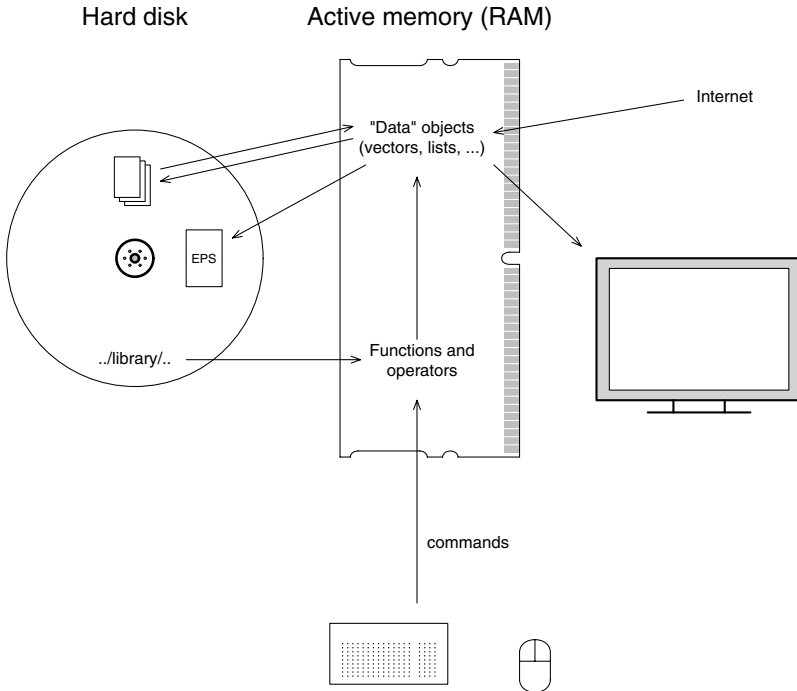 Hard disk
Active memory (RAM)
Internet
"Data" objects
(vectors, lists, ...)
EPS
../library/..
Functions and
operators
commands